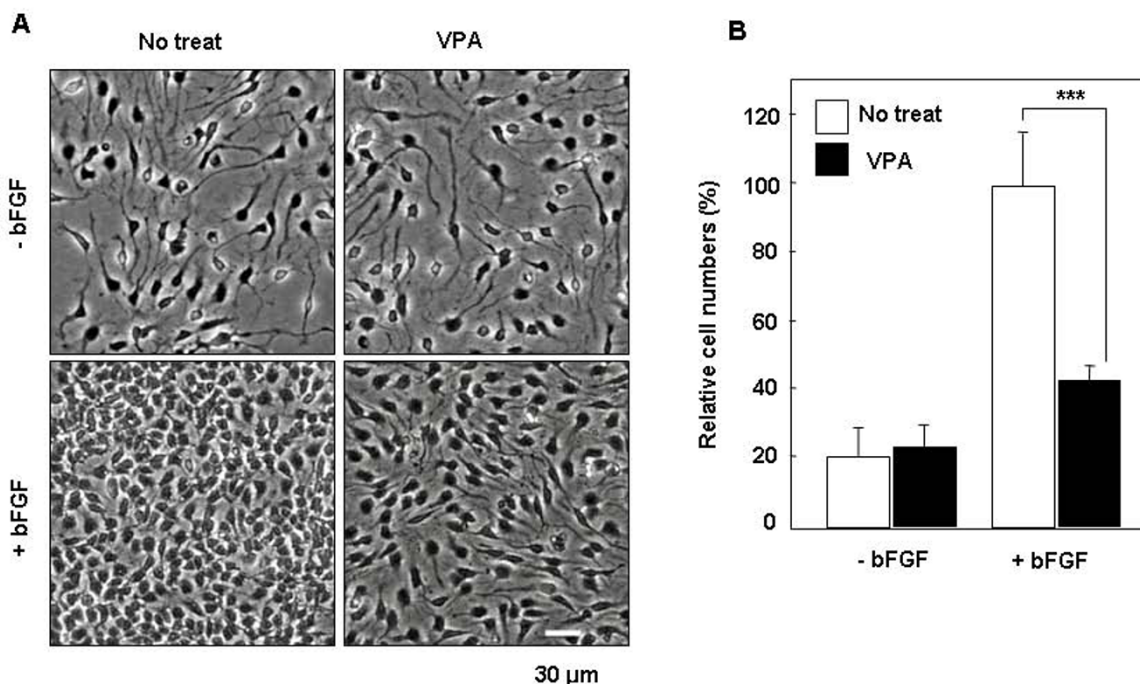 A
No treat
VPA
- bFGF
+ bFGF
30 µm
B
Relative cell numbers (%)
120
100
80
60
40
20
0
No treat
VPA
***
- bFGF
+ bFGF